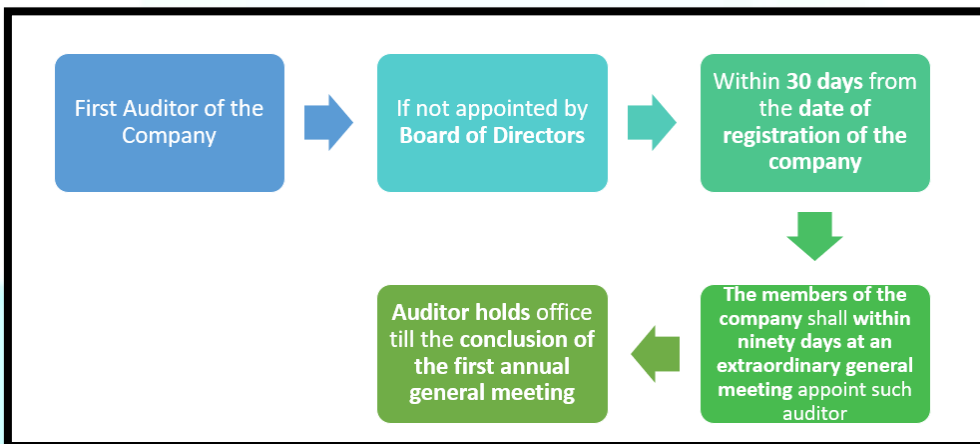 First Auditor of the
Company
If not appointed by
Board of Directors
Within 30 days from
the date of
registration of the
company
The members of the
company shall within
ninety days at an
extraordinary general
meeting appoint such
auditor
Auditor holds office
till the conclusion of
the first annual
general meeting